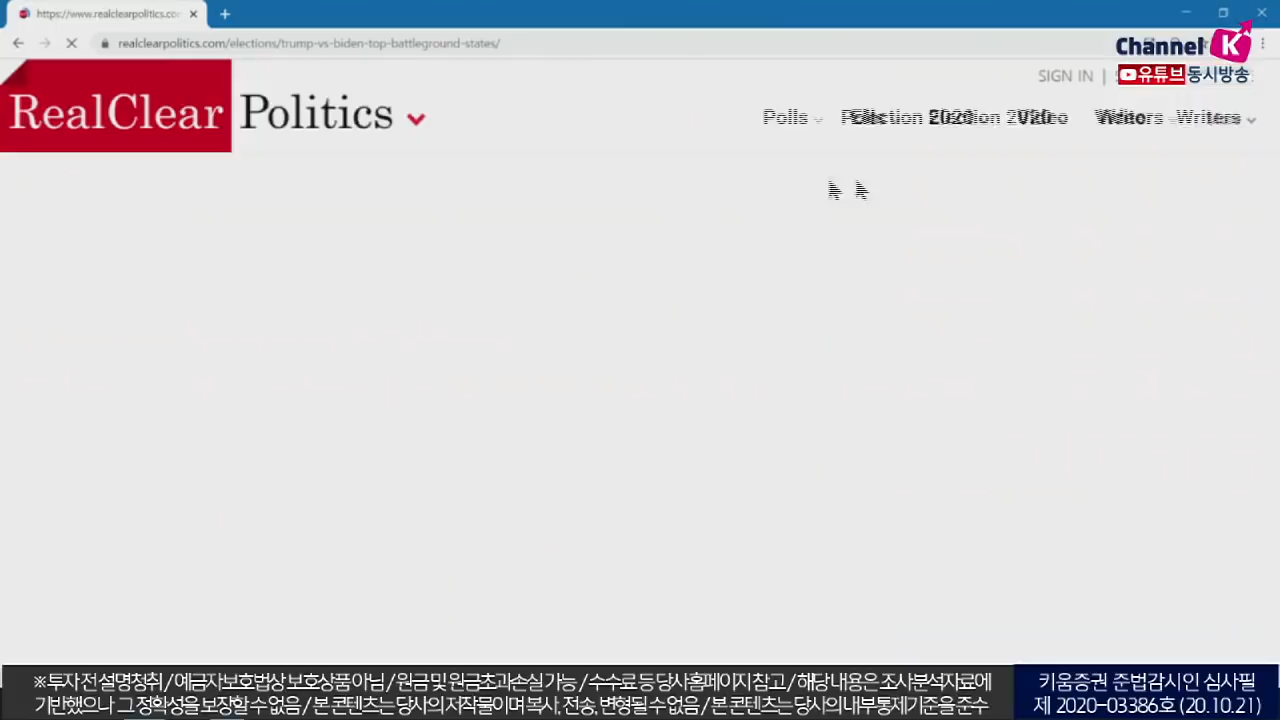 https://www.realclearpolitics.co
realclearpolitics.com/elections/trump-vs-biden-top-battleground-states/
Channel K
유튜브동시방송
SIGN IN |
RealClear Politics
Polls Election 2020 Video Writers
※투자 전 설명청취 / 예금자보호법상 보호상품 아님 / 원금 및 원금초과손실 가능 / 수수료 등 당사홈페이지 참고 / 해당 내용은 조사분석자료에
기반했으나 그 정확성을 보장할 수 없음 / 본 콘텐츠는 당사의 저작물이며 복사, 전송, 변형될 수 없음 / 본 콘텐츠는 당사의 내부통제기준을 준수
키움증권 준법감시인 심사필
제 2020-03386호 (20.10.21)